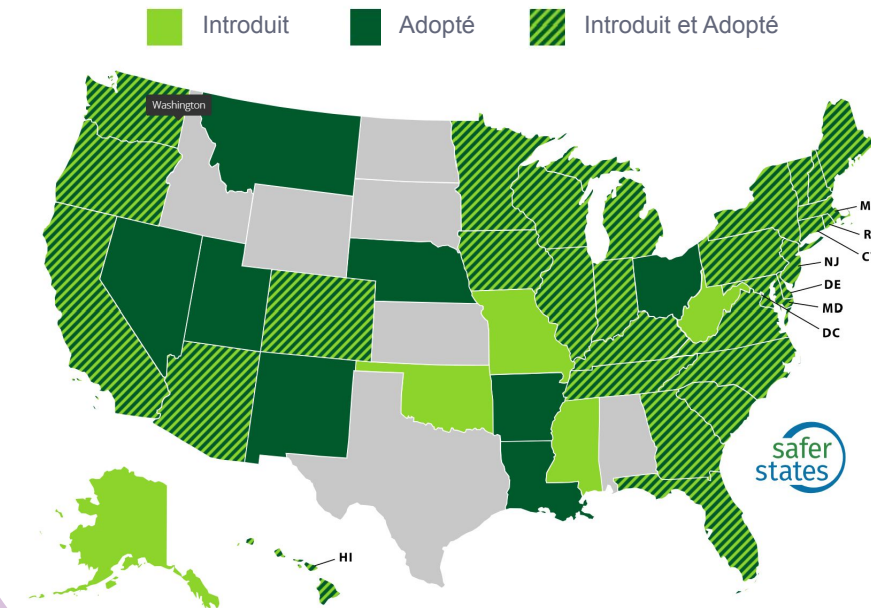 Introduit
Adopté
Introduit et Adopté
Washington
M
R
C
NJ
DE
MD
DC
HI
safer
states